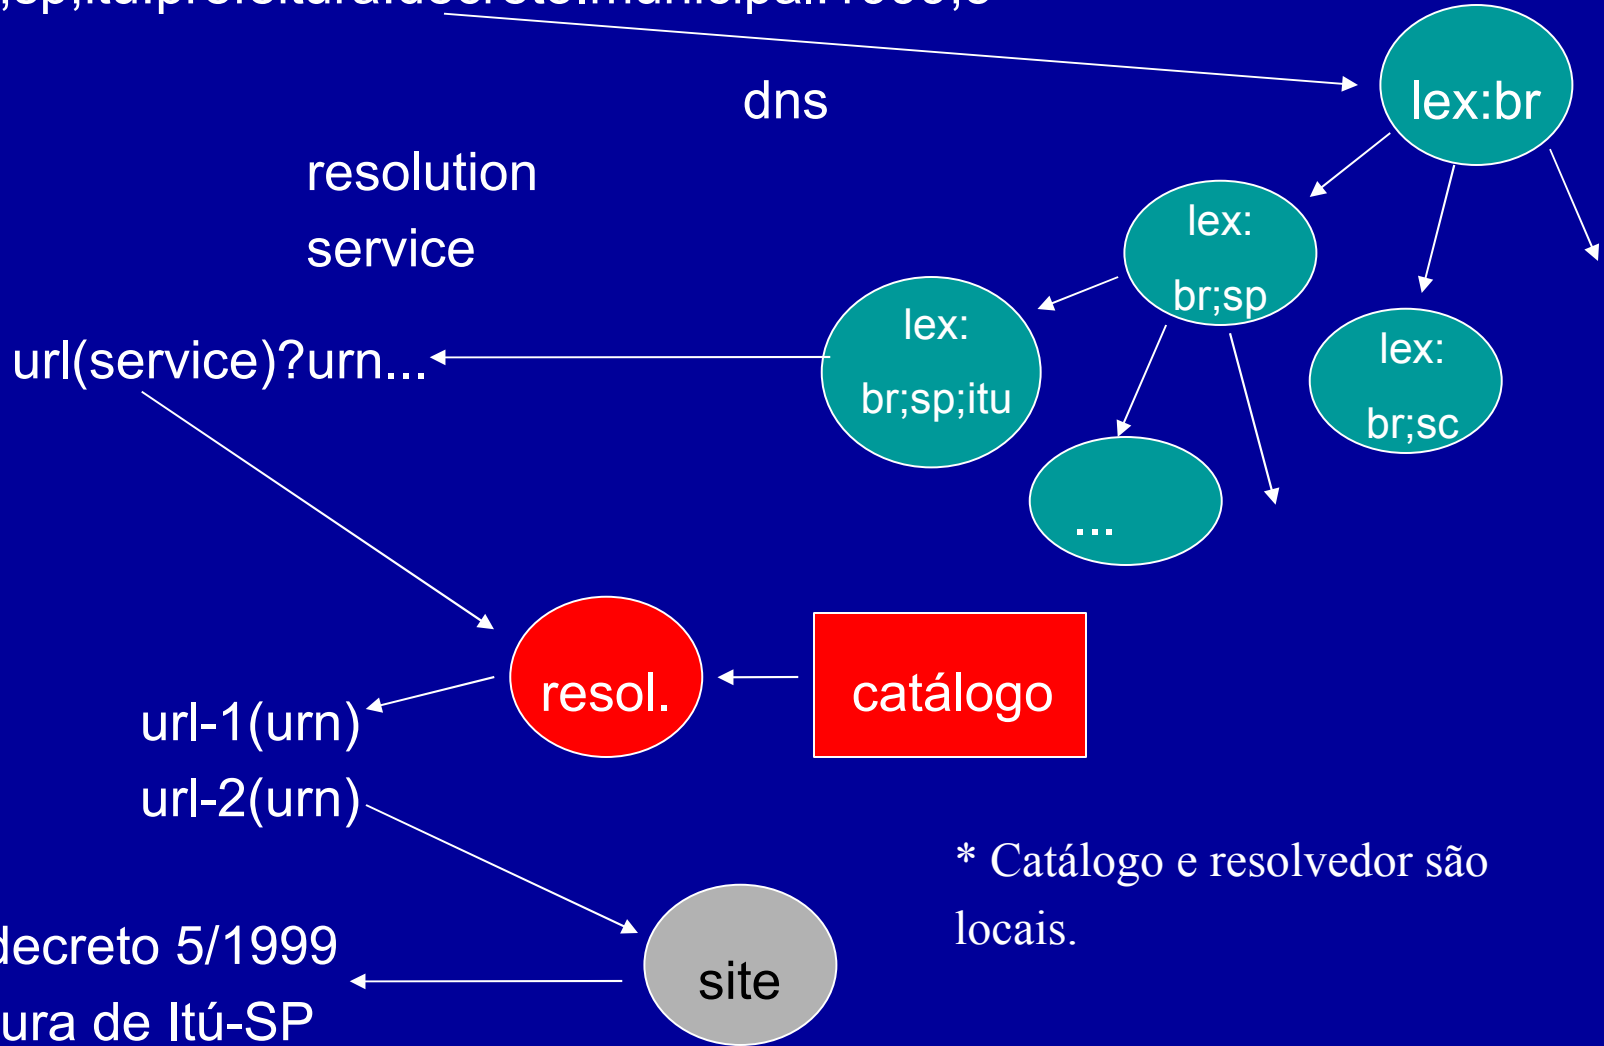 dns
lex:br
resolution
service
lex:
br;sp
lex:
br;sp;itu
lex:
br;sc
url(service)?urn...
...
resol.
catálogo
url-1(urn)
url-2(urn)
* Catálogo e resolvedor são
locais.
decreto 5/1999
ura de Itú-SP
site